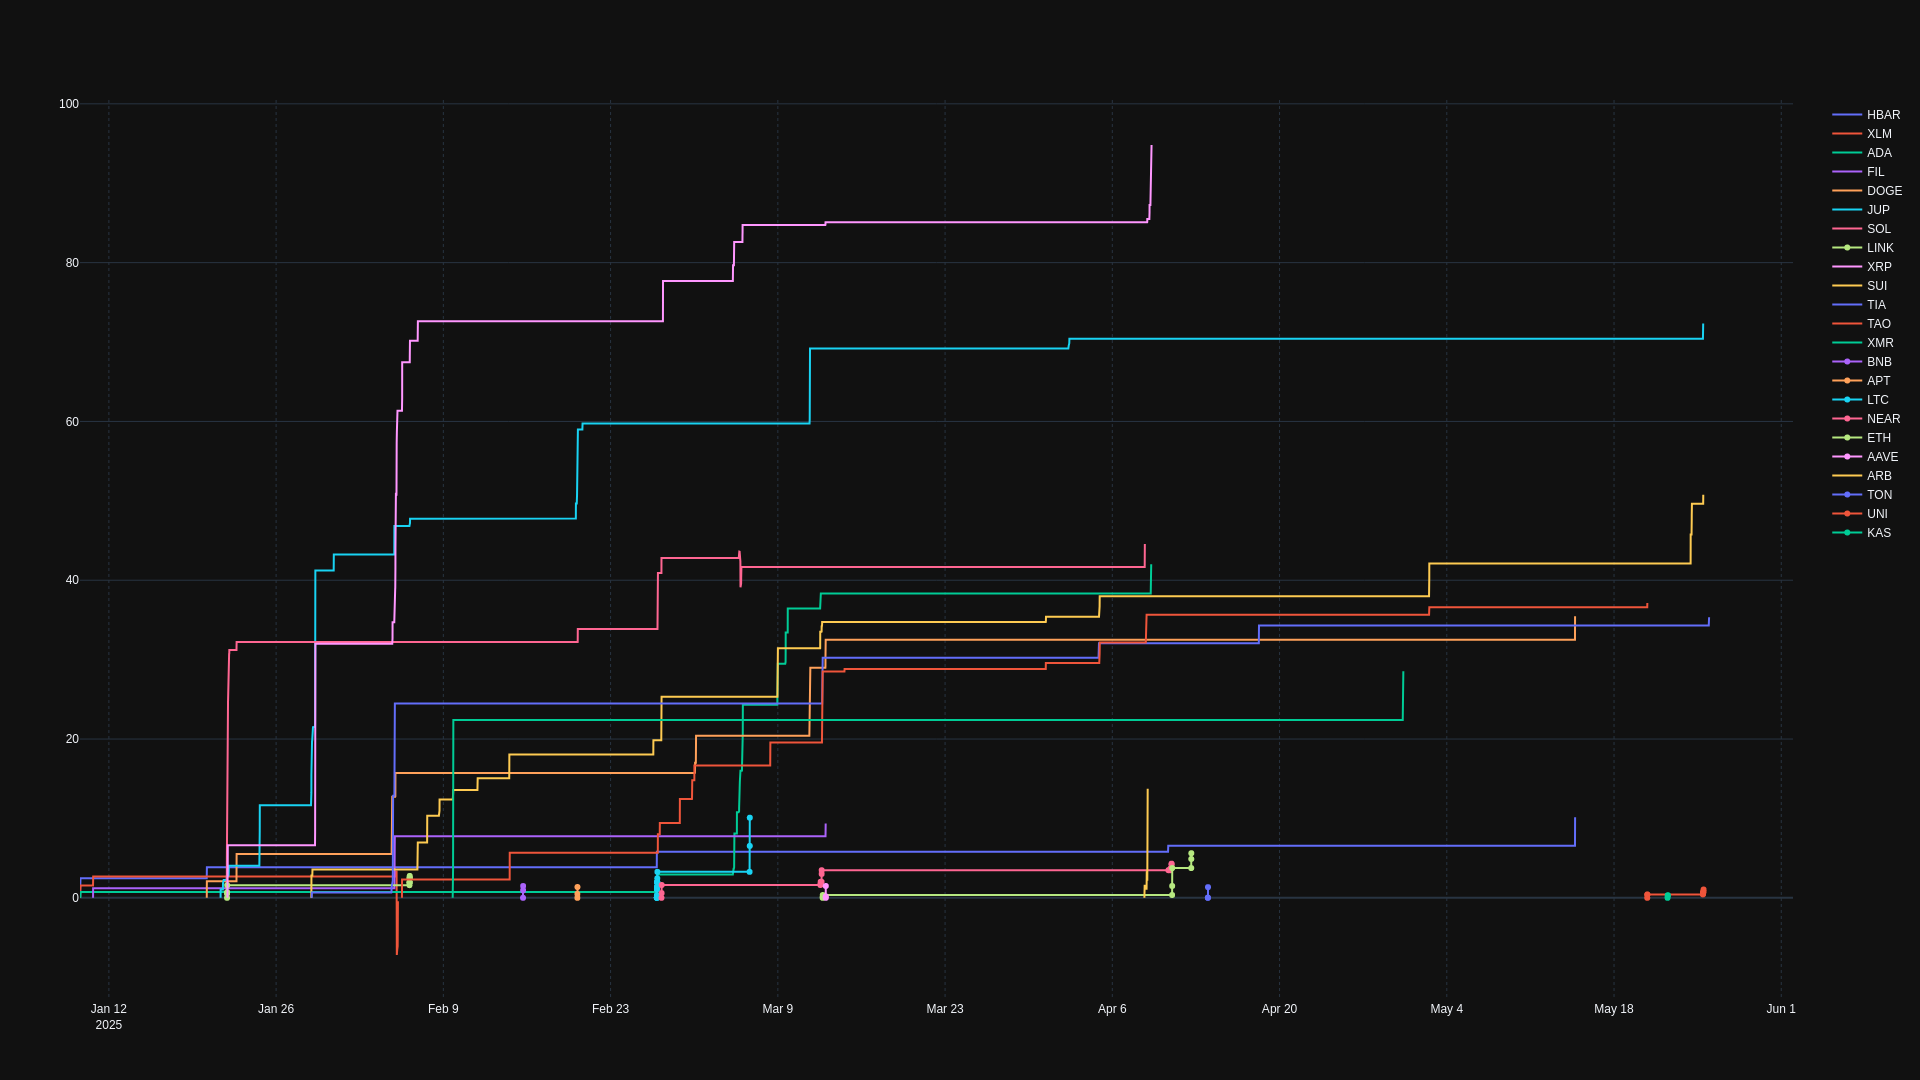 100
80
60
40
20
0
Jan 12
2025
Jan 26
Feb 9
Feb 23
Mar 9
Mar 23
Apr 6
Apr 20
May 4
May 18
Jun 1
HBAR
XLM
ADA
FIL
DOGE
JUP
SOL
LINK
XRP
SUI
TIA
TAO
XMR
BNB
APT
LTC
NEAR
ETH
AAVE
ARB
TON
UNI
KAS